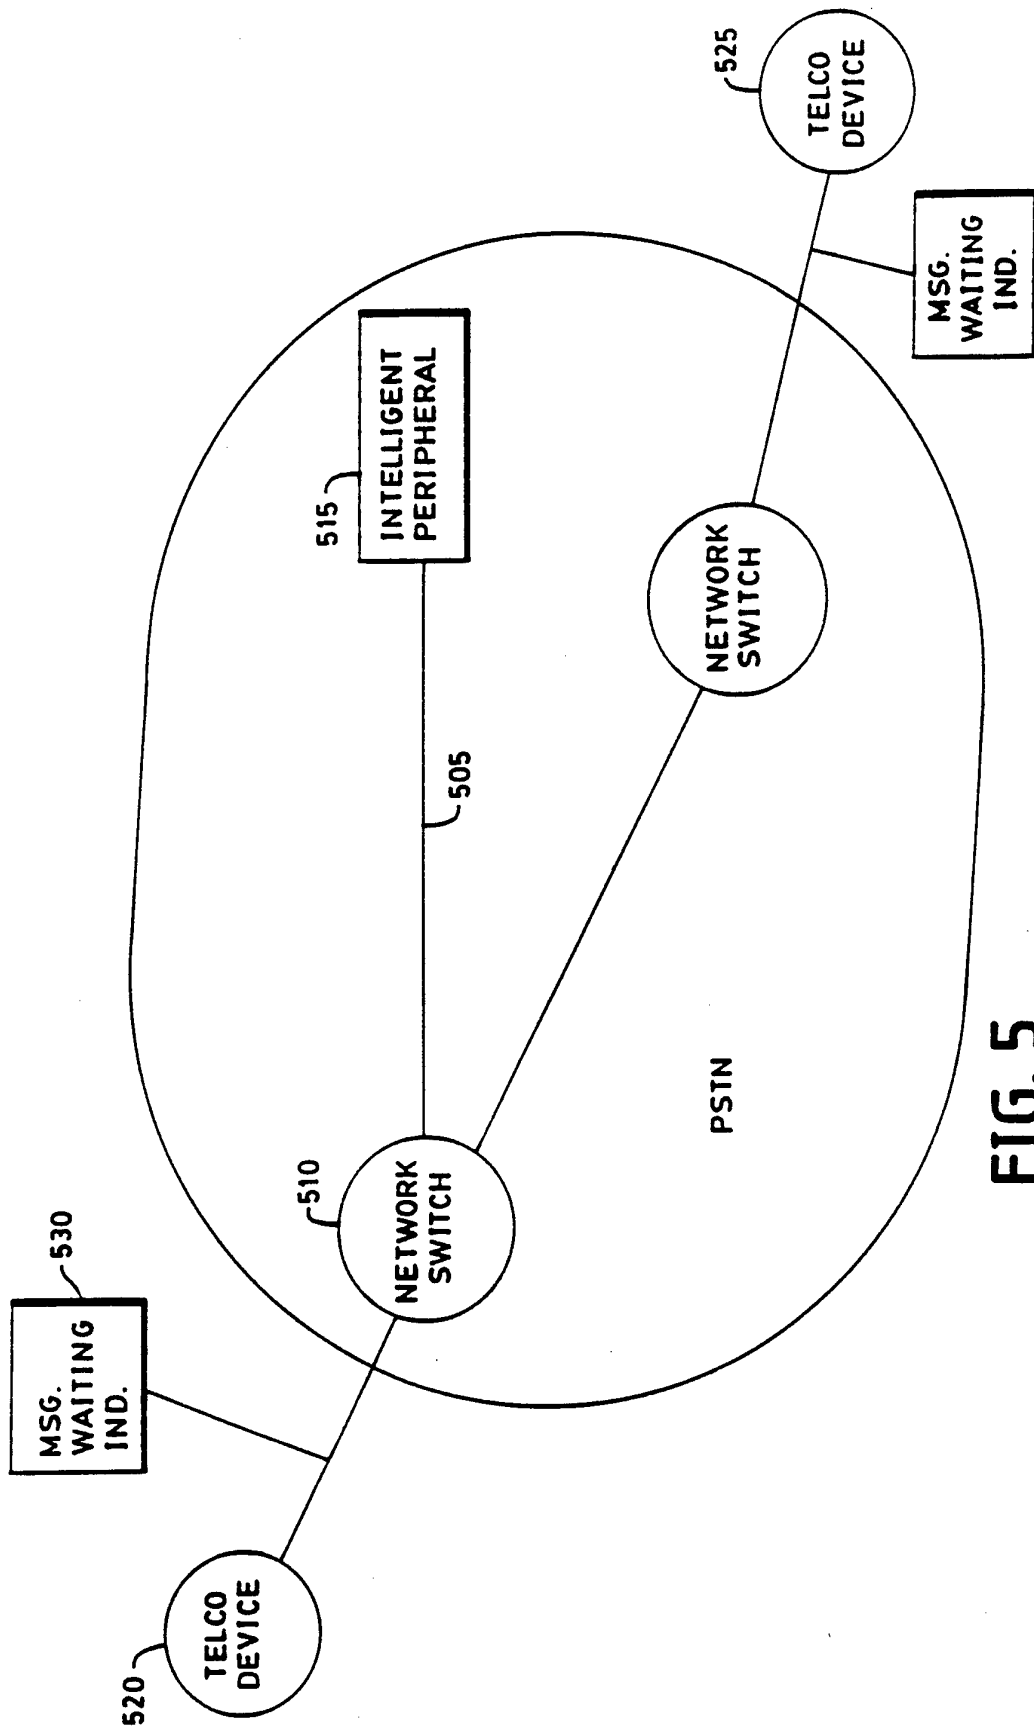 530
MSG.
WAITING
IND.
520
TELCO
DEVICE
510
NETWORK
SWITCH
515
INTELLIGENT
PERIPHERAL
505
NETWORK
SWITCH
PSTN
525
TELCO
DEVICE
MSG.
WAITING
IND.
FIG. 5